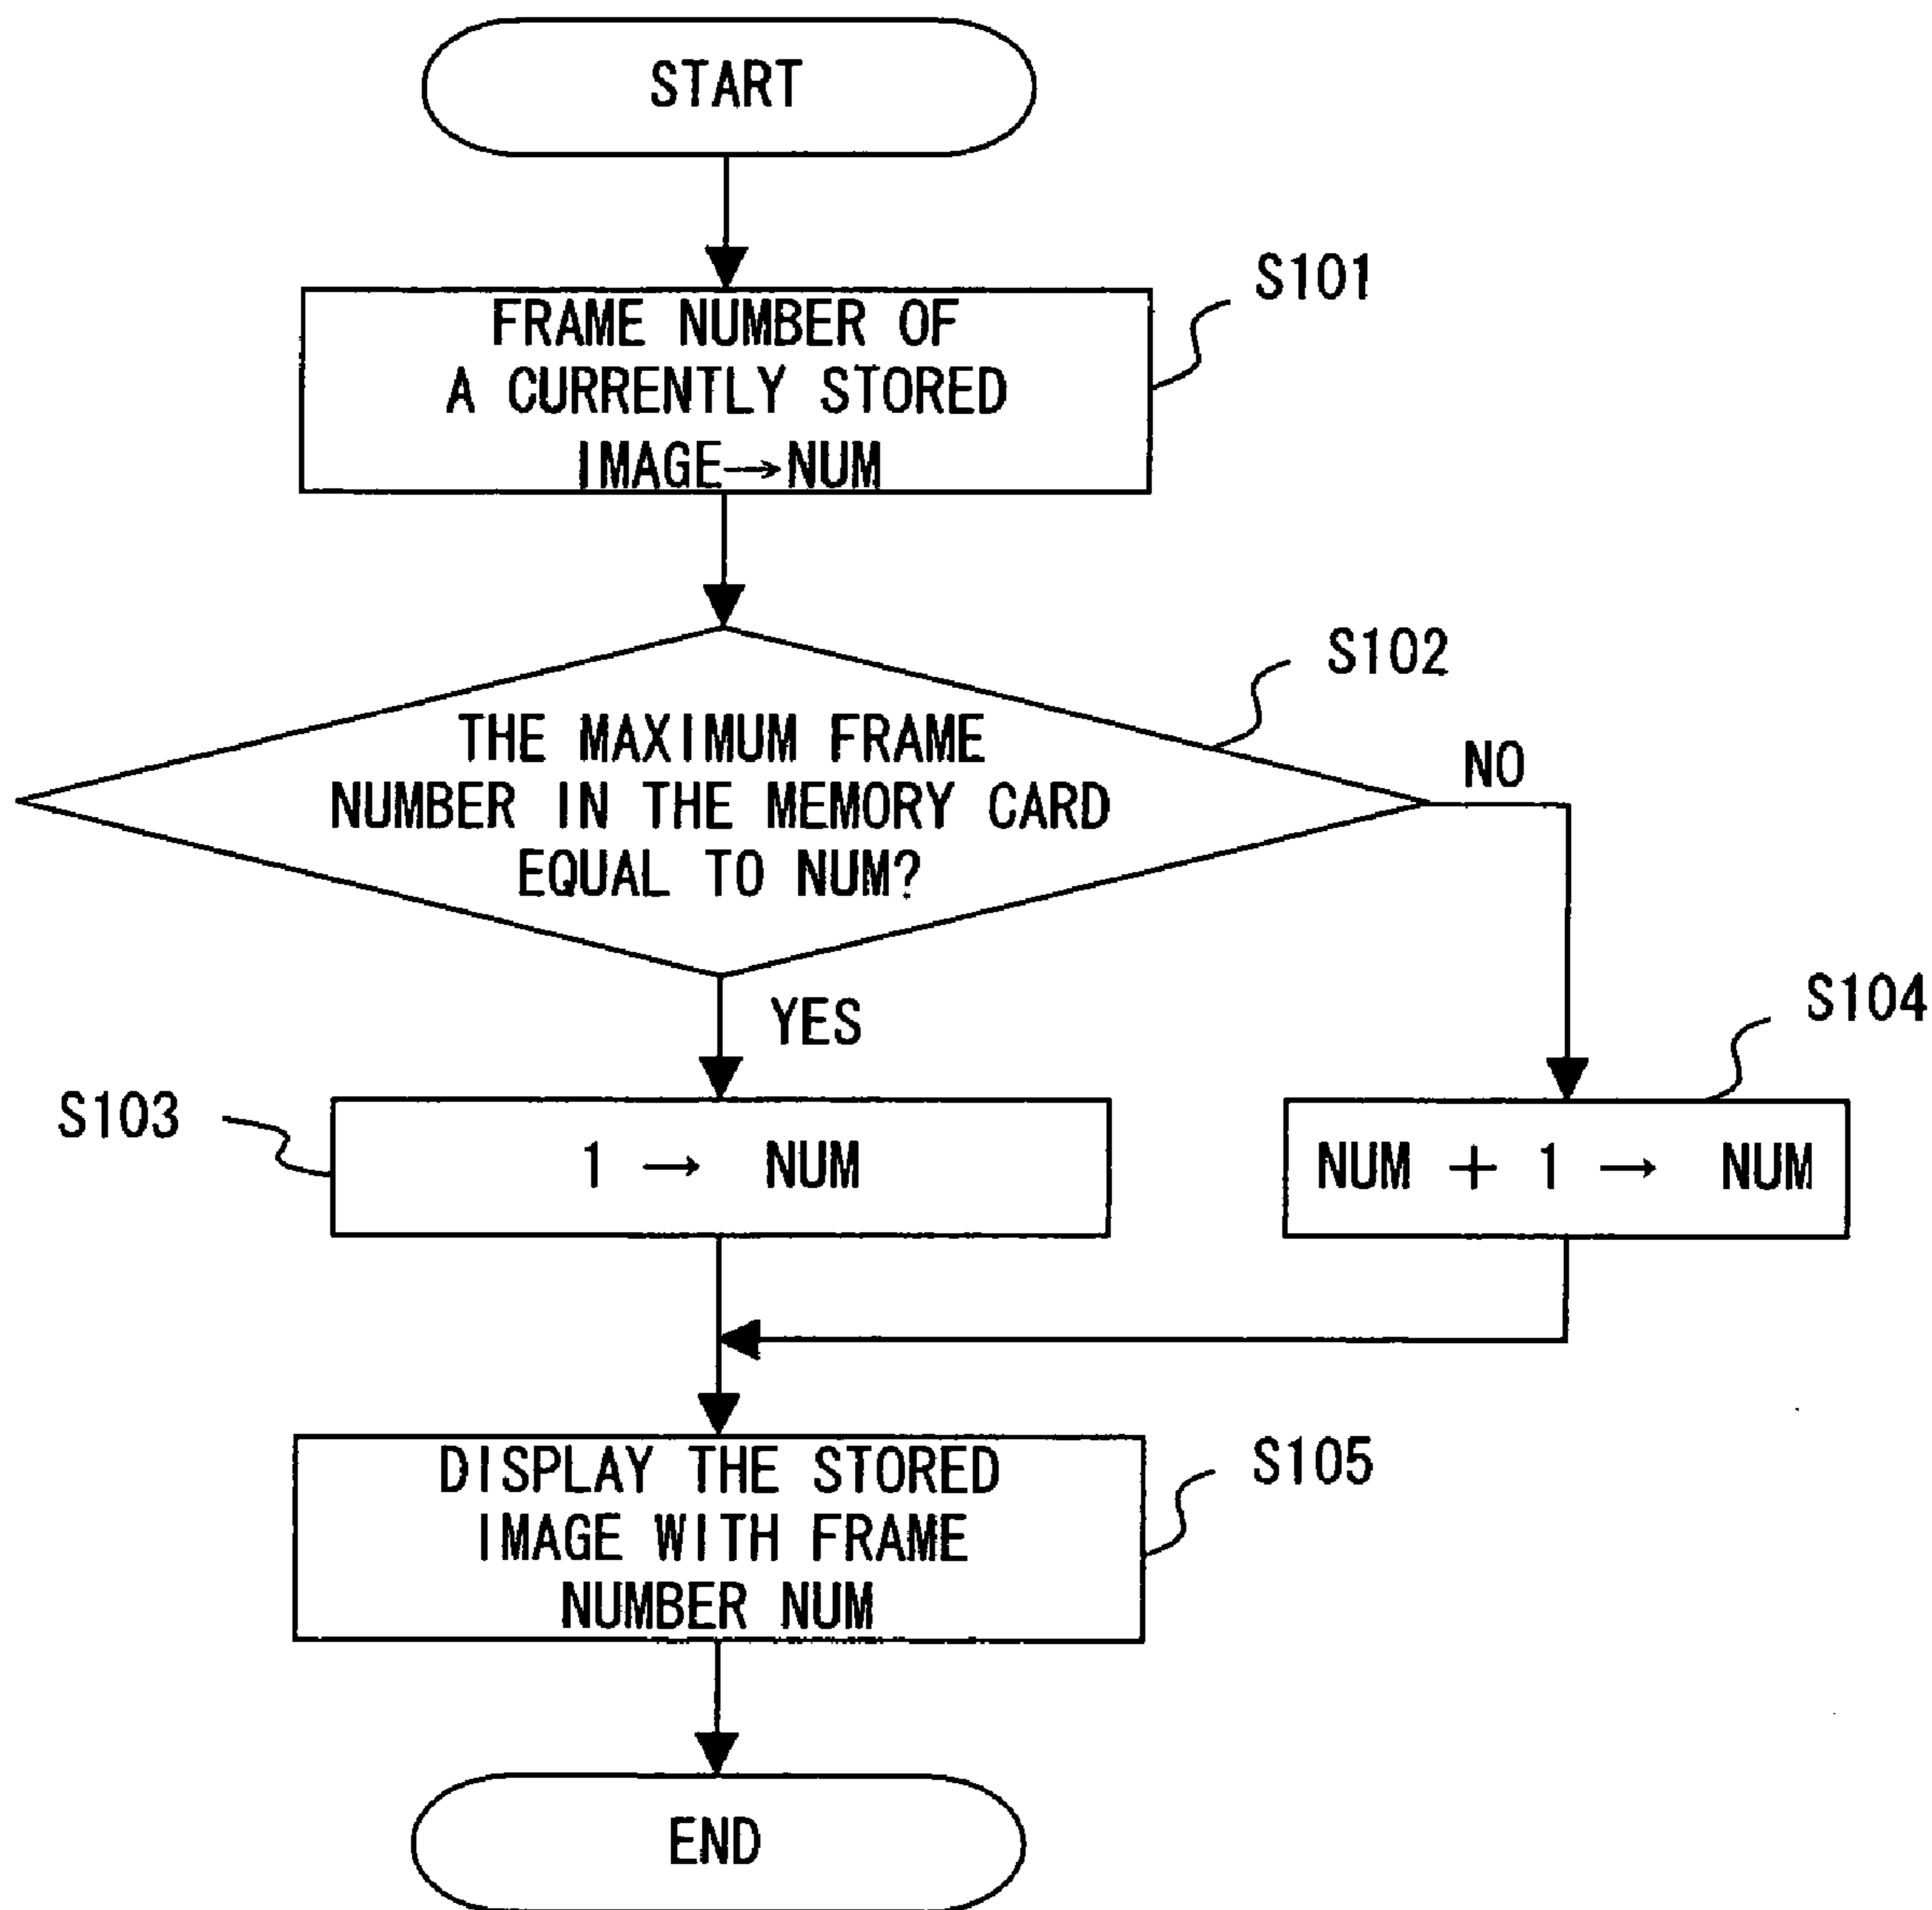 START
S101
FRAME NUMBER OF
A CURRENTLY STORED
IMAGE→NUM
S102
THE MAXIMUM FRAME
NUMBER IN THE MEMORY CARD
EQUAL TO NUM?
NO
YES
S103
1 → NUM
S104
NUM + 1 → NUM
S105
DISPLAY THE STORED
IMAGE WITH FRAME
NUMBER NUM
END